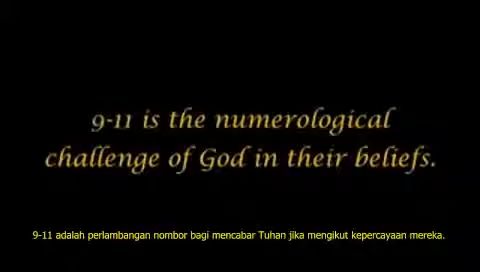 9-11 is the numerological
challenge of God in their beliefs.
9-11 adalah perlambangan nombor bagi mencabar Tuhan jika mengikut kepercayaan mereka.